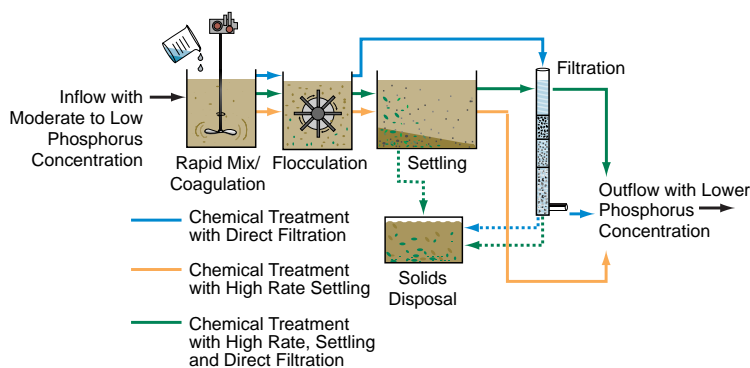 Inflow with
Moderate to Low
Phosphorus
Concentration
Rapid Mix/
Coagulation
Flocculation
Settling
Filtration
Outflow with Lower
Phosphorus
Concentration
Solids
Disposal
Chemical Treatment
with Direct Filtration
Chemical Treatment
with High Rate Settling
Chemical Treatment
with High Rate, Settling
and Direct Filtration